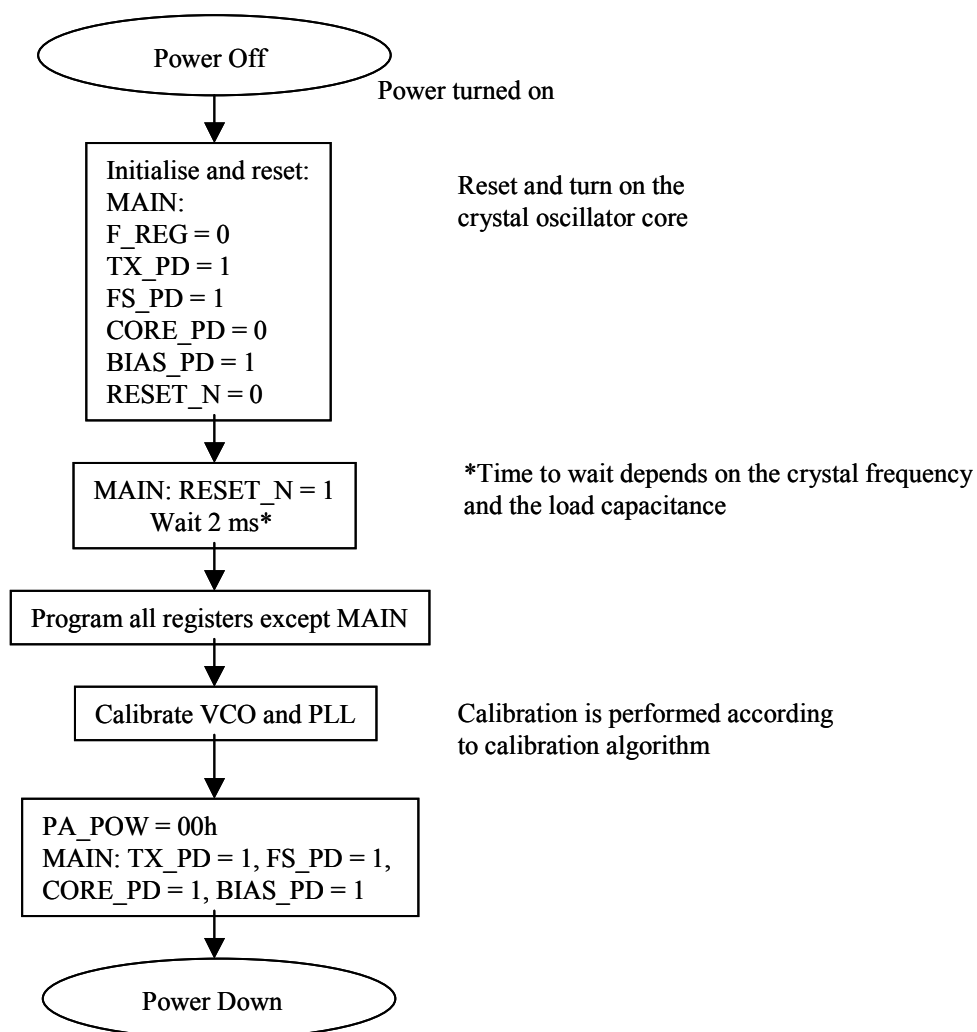 Power Off
Power turned on
Initialise and reset:
MAIN:
F_REG = 0
TX_PD = 1
FS_PD = 1
CORE_PD = 0
BIAS_PD = 1
RESET_N = 0
Reset and turn on the
crystal oscillator core
MAIN: RESET_N = 1
Wait 2 ms*
*Time to wait depends on the crystal frequency
and the load capacitance
Program all registers except MAIN
Calibrate VCO and PLL
Calibration is performed according
to calibration algorithm
PA_POW = 00h
MAIN: TX_PD = 1, FS_PD = 1,
CORE_PD = 1, BIAS_PD = 1
Power Down